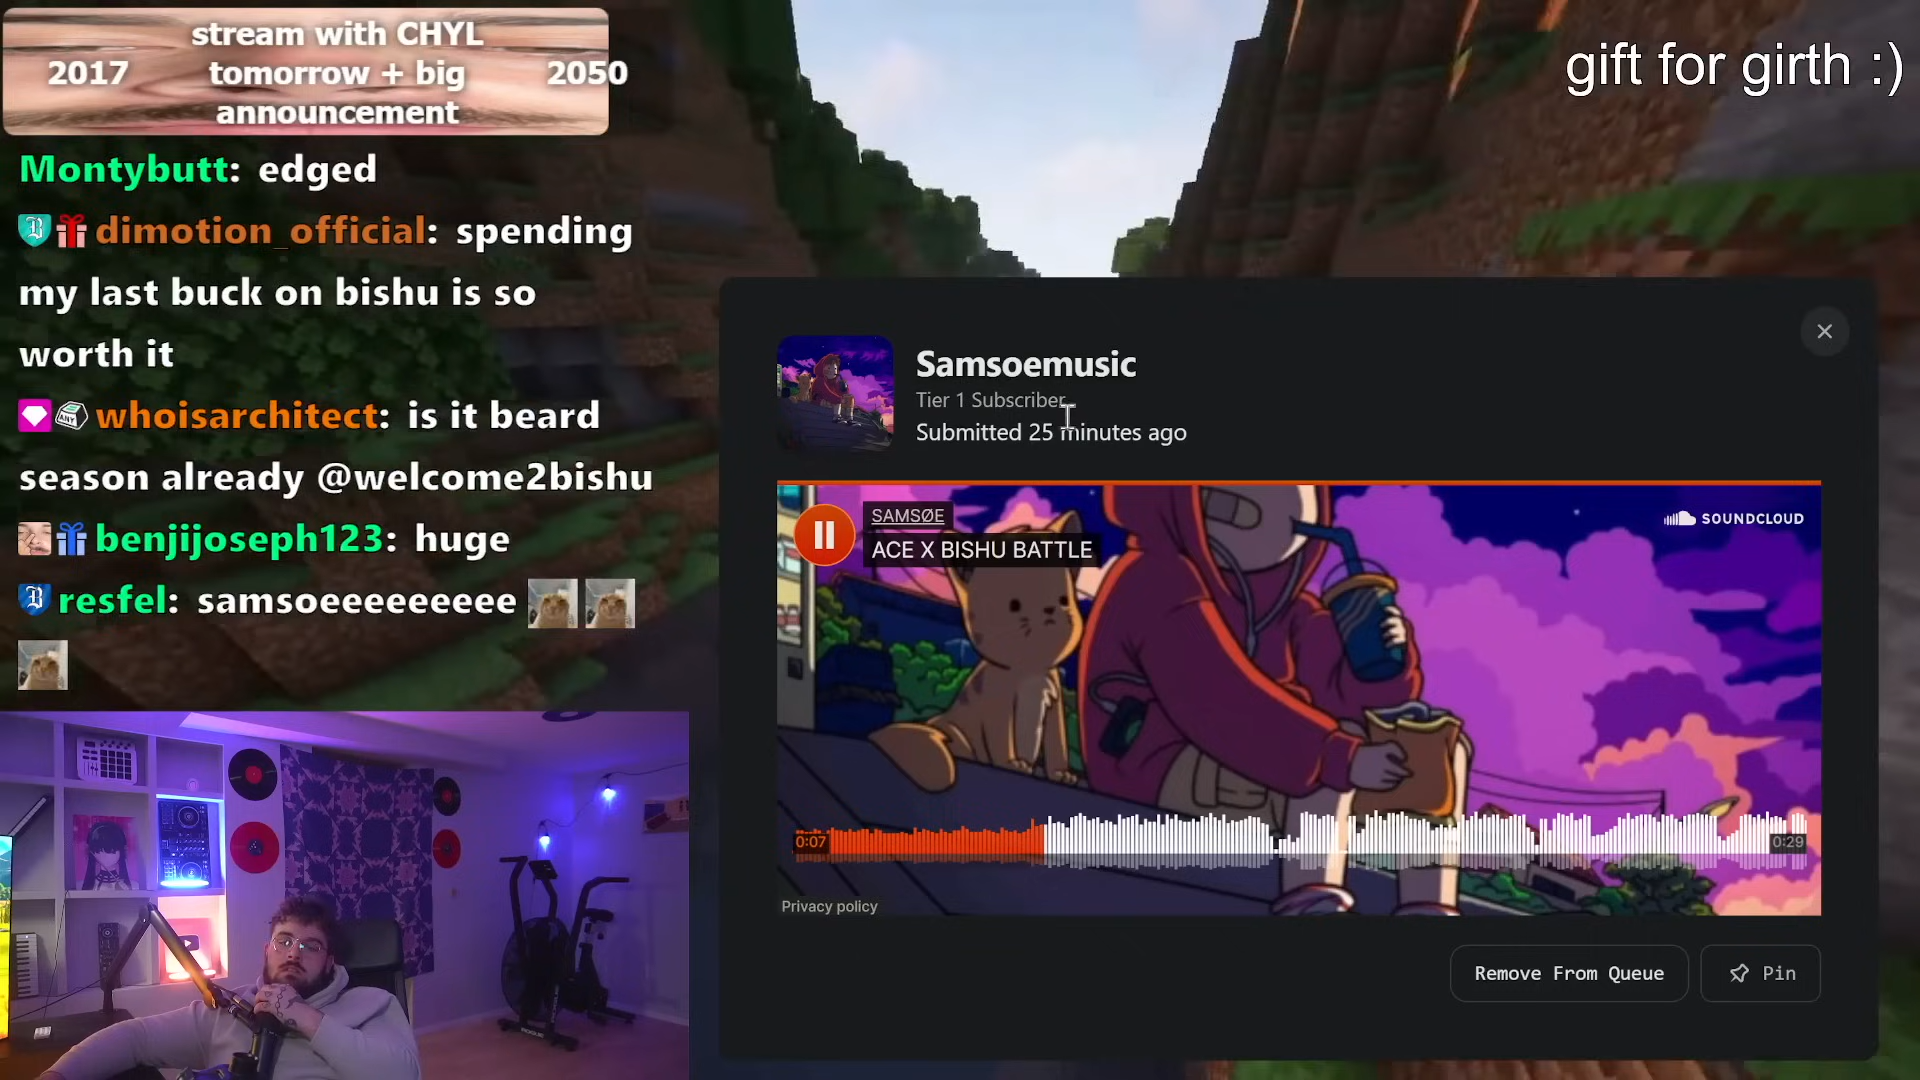 stream with CHYL
2017 tomorrow + big 2050
announcement
gift for girth :)
Montybutt: edged
dimotion_official: spending
my last buck on bishu is so
worth it
whoisarchitect: is it beard
season already @welcome2bishu
benjijoseph123: huge
resfel: samsoeeeeeeeee
Samsoemusic
Tier 1 Subscriber
Submitted 25 minutes ago
SAMSØE
ACE X BISHU BATTLE
SOUNDCLOUD
0:07
0:29
Privacy policy
Remove From Queue
Pin